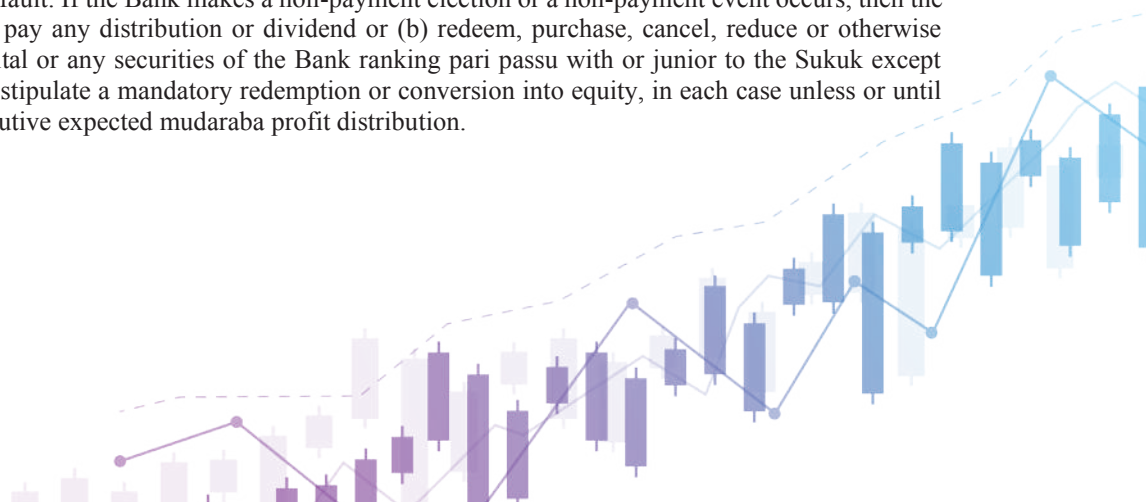 fault. If the Bank makes a non-payment election or a non-payment event occurs, then the
pay any distribution or dividend or (b) redeem, purchase, cancel, reduce or otherwise
ital or any securities of the Bank ranking pari passu with or junior to the Sukuk except
stipulate a mandatory redemption or conversion into equity, in each case unless or until
utive expected mudaraba profit distribution.